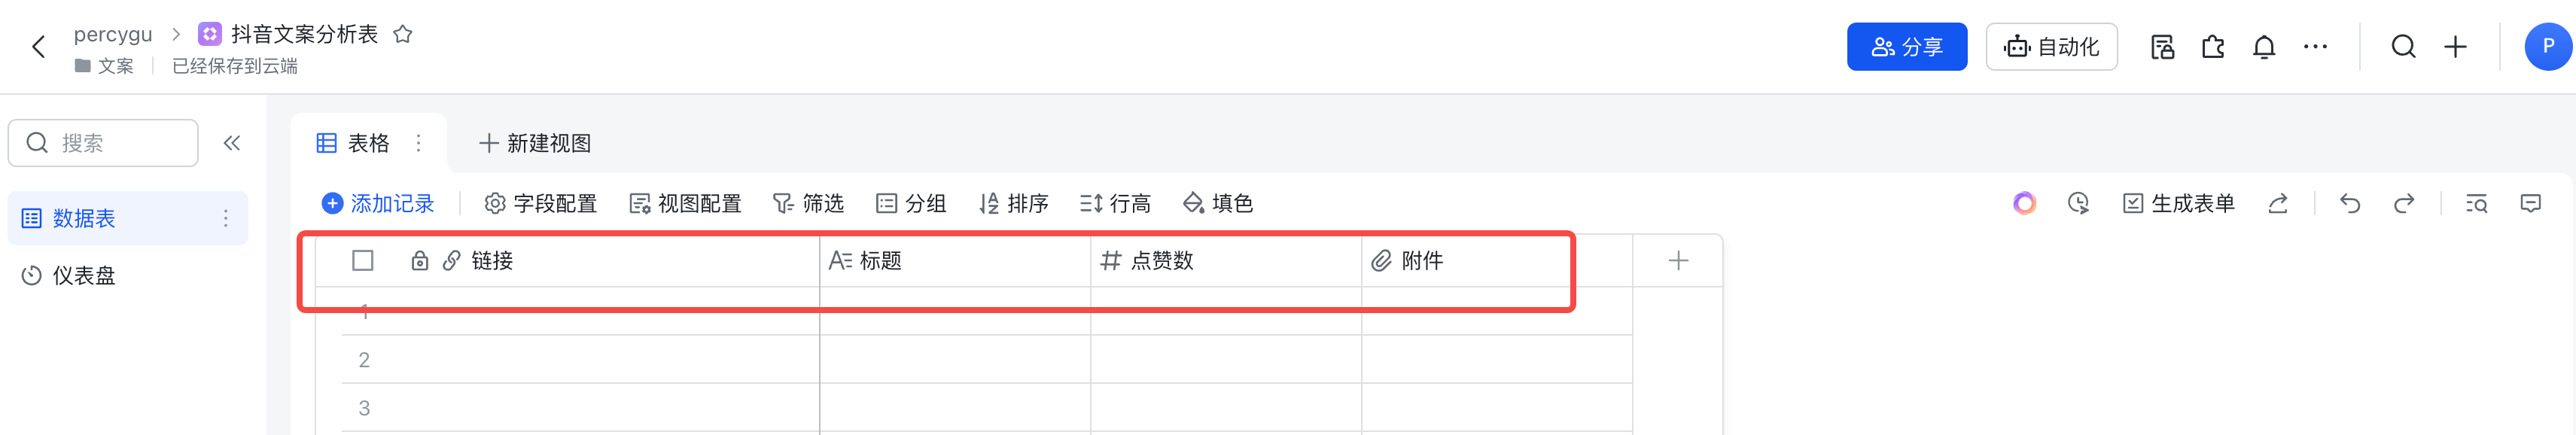 percygu > 抖音文案分析表
文案 | 已经保存到云端
分享 自动化 P
搜索
数据表
仪表盘
表格 新建视图
添加记录 字段配置 视图配置 筛选 分组 排序 行高 填色 生成表单
链接 标题 点赞数 附件
1
2
3